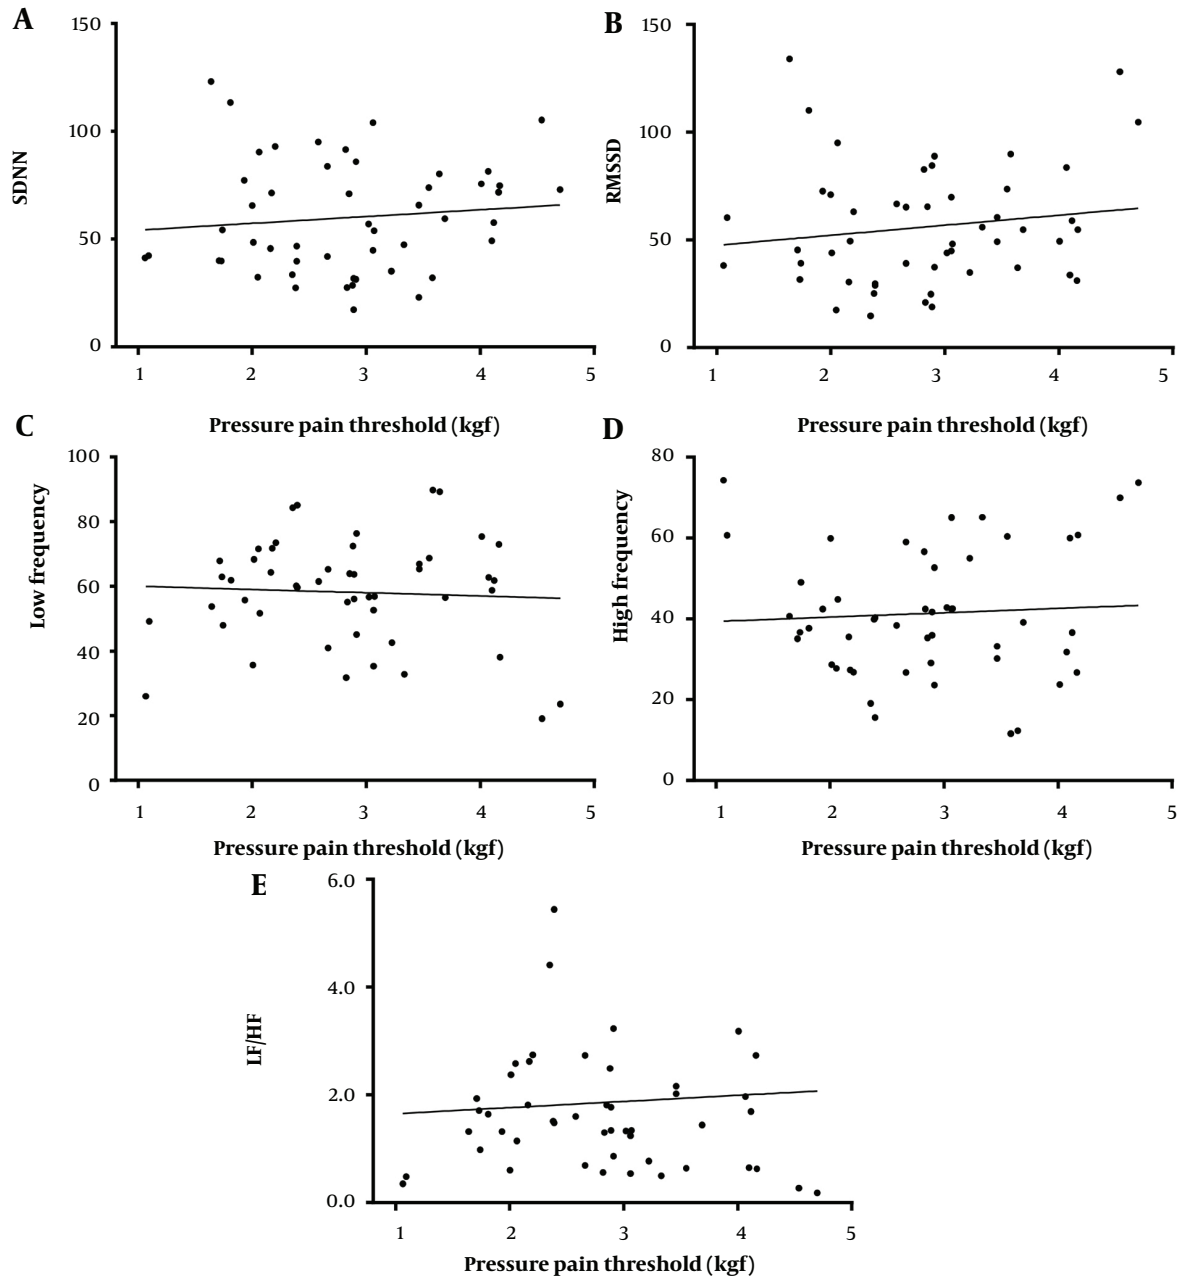 A
B
150
100
50
0
SDNN
1 2 3 4 5
Pressure pain threshold (kgf)
150
100
50
0
RMSSD
1 2 3 4 5
Pressure pain threshold (kgf)
C
D
100
80
60
40
20
0
Low frequency
1 2 3 4 5
Pressure pain threshold (kgf)
80
60
40
20
0
High frequency
1 2 3 4 5
Pressure pain threshold (kgf)
E
6.0
4.0
2.0
0.0
LF/HF
1 2 3 4 5
Pressure pain threshold (kgf)